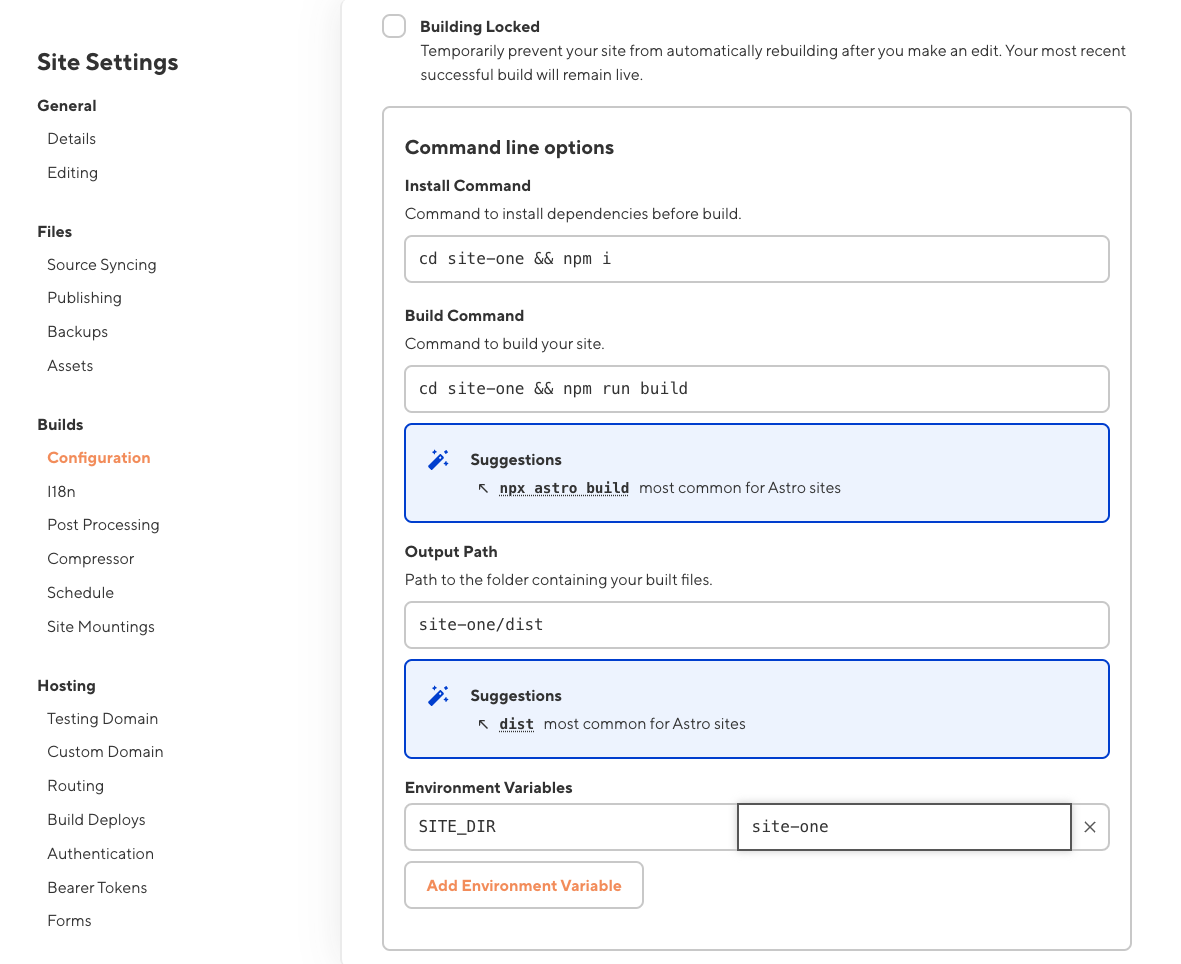 Site Settings
General
Details
Editing
Files
Source Syncing
Publishing
Backups
Assets
Builds
Configuration
I18n
Post Processing
Compressor
Schedule
Site Mountings
Hosting
Testing Domain
Custom Domain
Routing
Build Deploys
Authentication
Bearer Tokens
Forms
Building Locked
Temporarily prevent your site from automatically rebuilding after you make an edit. Your most recent
successful build will remain live.
Command line options
Install Command
Command to install dependencies before build.
cd site-one && npm i
Build Command
Command to build your site.
cd site-one && npm run build
Suggestions
↖ npx astro build most common for Astro sites
Output Path
Path to the folder containing your built files.
site-one/dist
Suggestions
↖ dist most common for Astro sites
Environment Variables
SITE_DIR site-one
Add Environment Variable